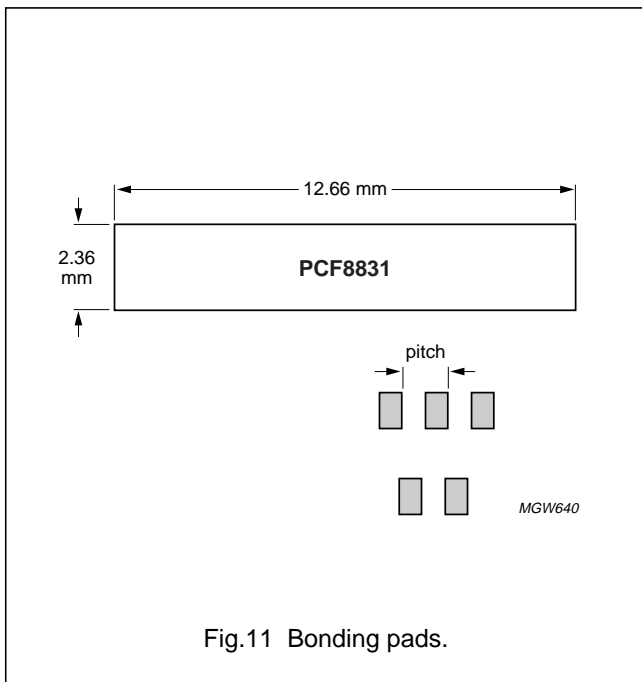 12.66 mm
2.36
mm
PCF8831
pitch
MGW640
Fig.11 Bonding pads.